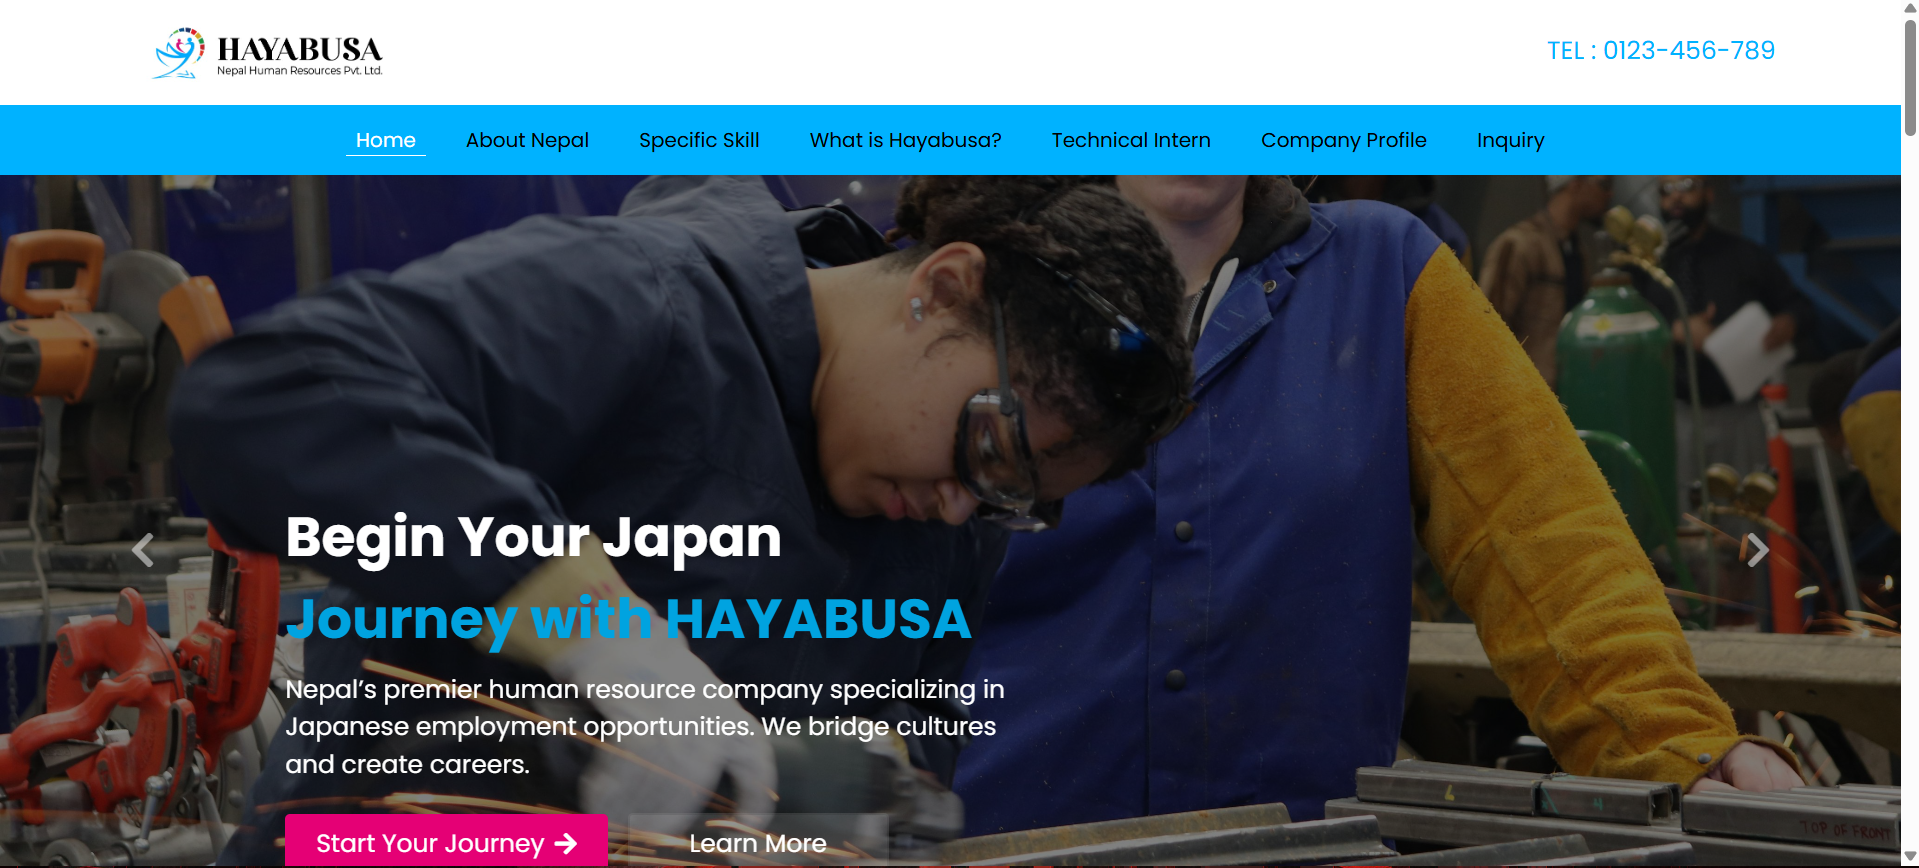 HAYABUSA
Nepal Human Resources Pvt. Ltd.
TEL : 0123-456-789
Home
About Nepal
Specific Skill
What is Hayabusa?
Technical Intern
Company Profile
Inquiry
Begin Your Japan
Journey with HAYABUSA
Nepal’s premier human resource company specializing in
Japanese employment opportunities. We bridge cultures
and create careers.
Start Your Journey
Learn More
TOP OF FRONT